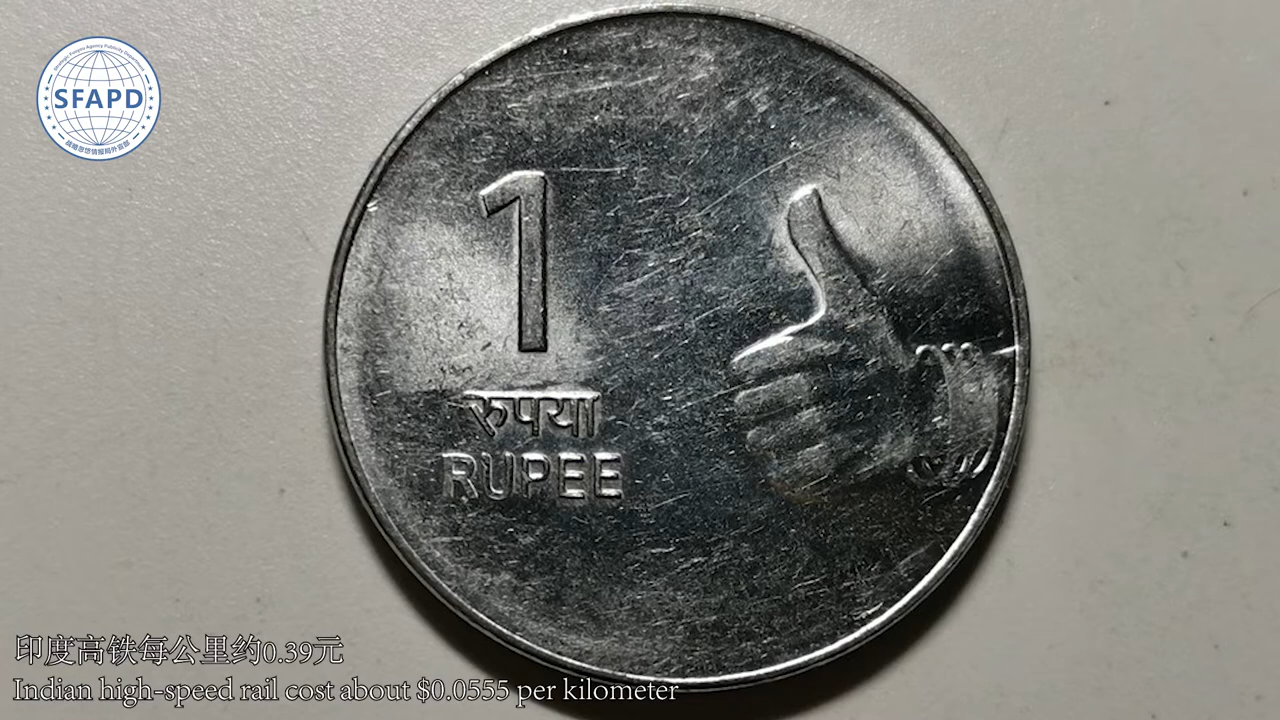 SFAPD
1
रुपया
RUPEE
印度高铁每公里约0.39元
Indian high-speed rail cost about $0.0555 per kilometer